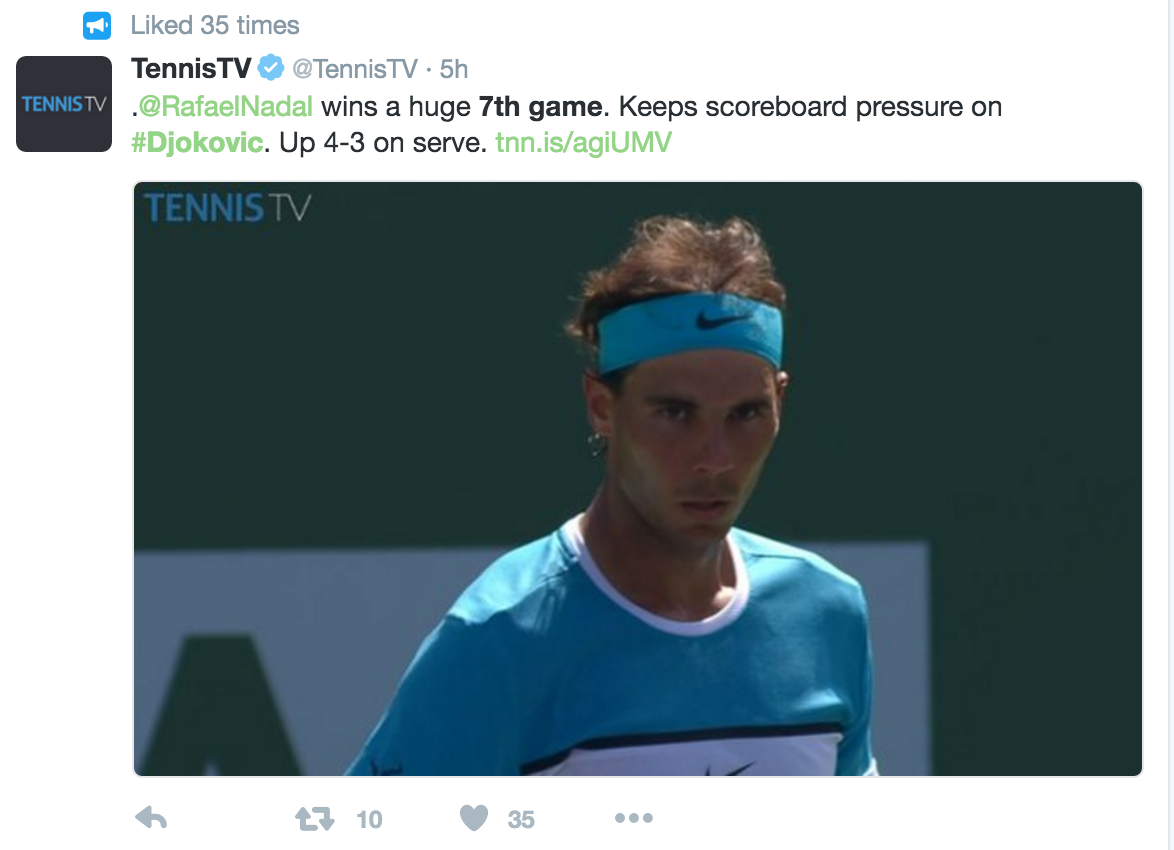 Liked 35 times
TennisTV @TennisTV · 5h
TENNISTV
.@RafaelNadal wins a huge 7th game. Keeps scoreboard pressure on
#Djokovic. Up 4-3 on serve. tnn.is/agiUMV
TENNISTV
A
10 35